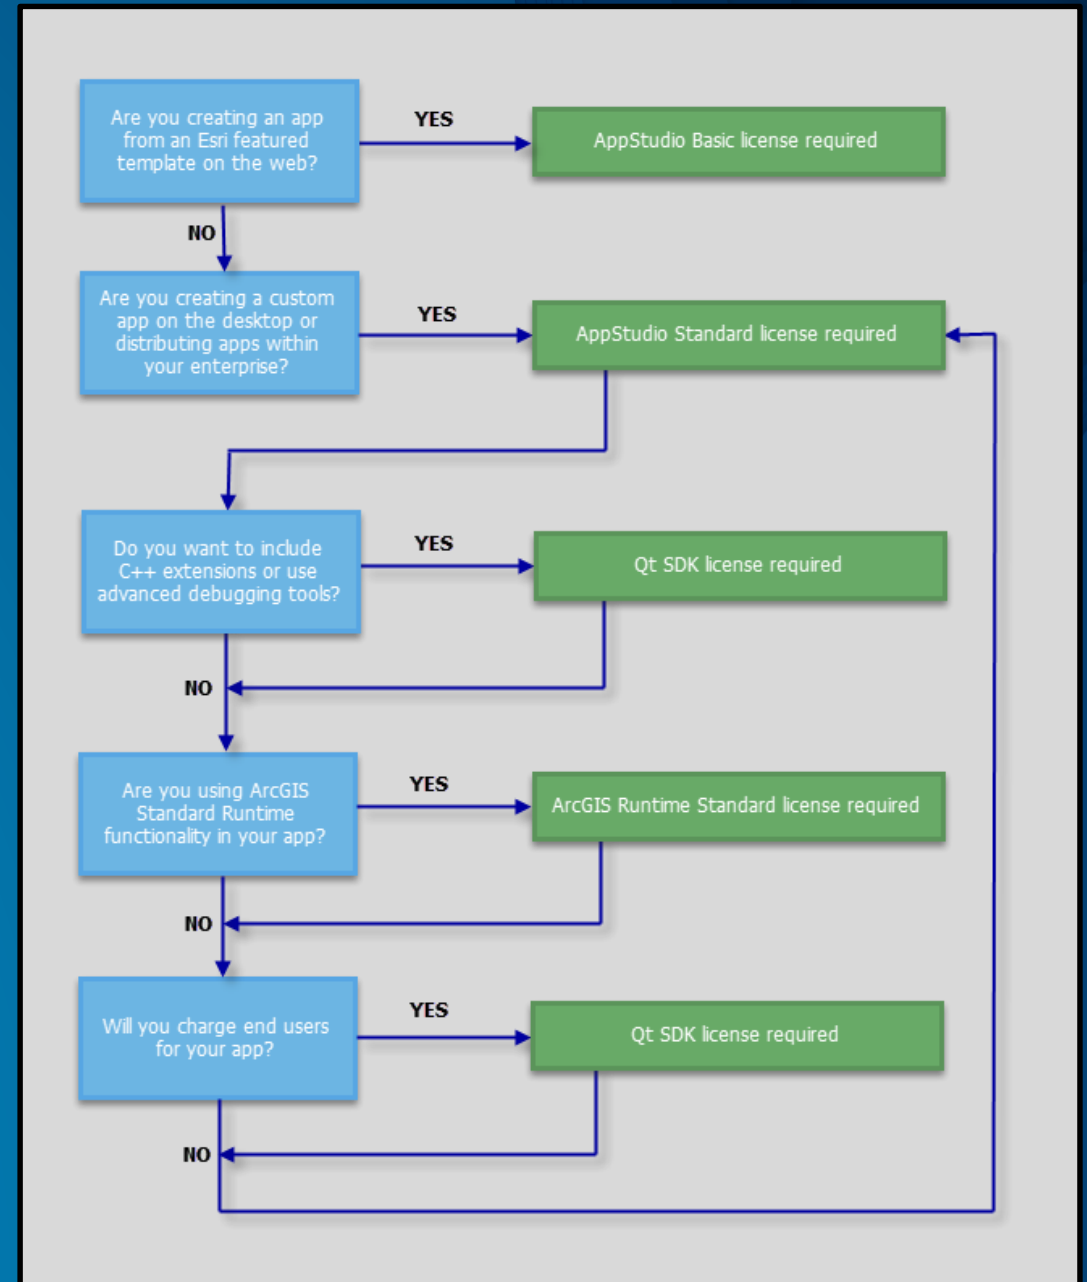 Are you creating an app
from an Esri featured
template on the web?
YES
AppStudio Basic license required
NO
Are you creating a custom
app on the desktop or
distributing apps within
your enterprise?
YES
AppStudio Standard license required
Do you want to include
C++ extensions or use
advanced debugging tools?
YES
Qt SDK license required
NO
Are you using ArcGIS
Standard Runtime
functionality in your app?
YES
ArcGIS Runtime Standard license required
NO
Will you charge end users
for your app?
YES
Qt SDK license required
NO